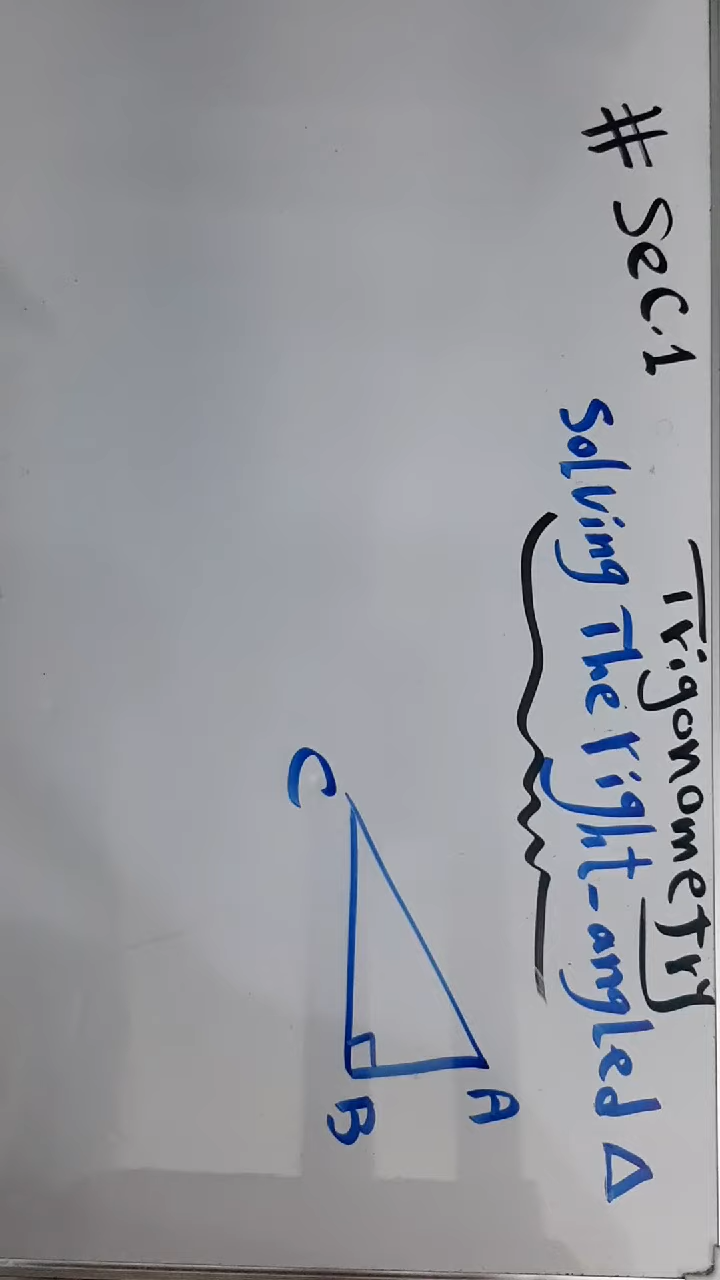 Trigonometry
# Sec.1
Solving The right-angled Δ
A
C
B